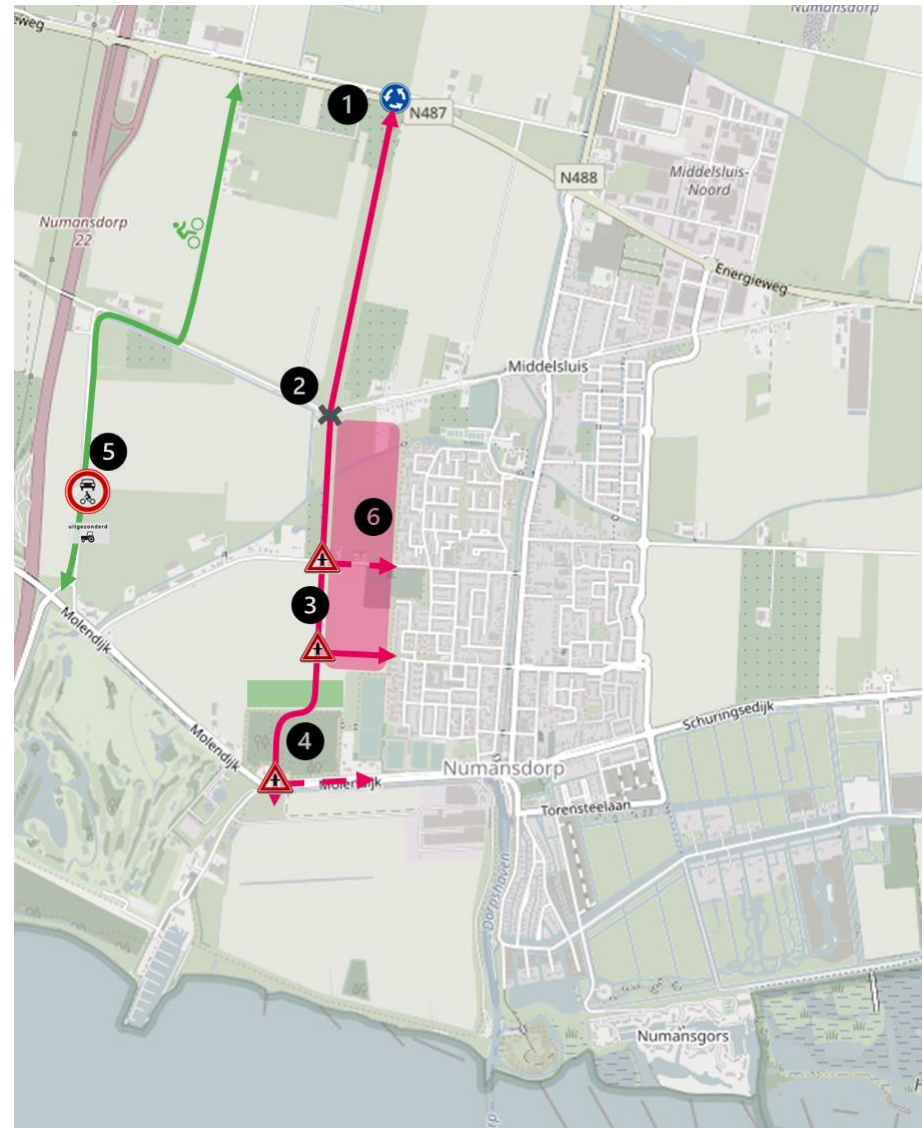 Numansdorp
eweg
1
N487
N488
Middelsluis-
Noord
Numansdorp
22
Energieweg
Middelsluis
2
5
uitgezonderd
6
3
Molendijk
Molendijk
4
Schuringsedijk
Numansdorp
Molendijk
Torensteelaan
Dorpshaven
Numansgors
H